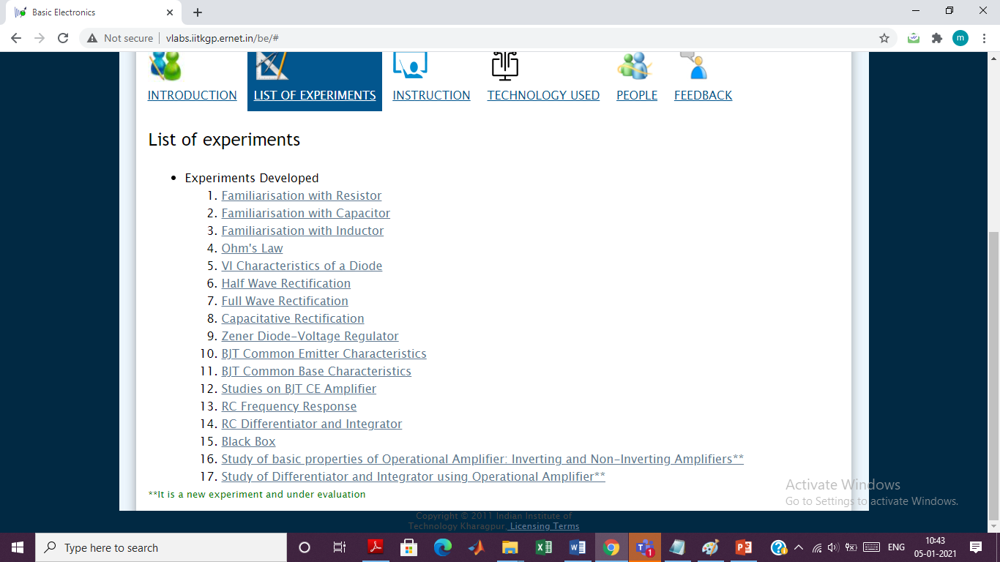 Basic Electronics
Not secure
vlabs.iitkgp.ernet.in/be/#
m
INTRODUCTION
LIST OF EXPERIMENTS
INSTRUCTION
TECHNOLOGY USED
PEOPLE
FEEDBACK
List of experiments
Experiments Developed
1. Familiarisation with Resistor
2. Familiarisation with Capacitor
3. Familiarisation with Inductor
4. Ohm's Law
5. VI Characteristics of a Diode
6. Half Wave Rectification
7. Full Wave Rectification
8. Capacitative Rectification
9. Zener Diode-Voltage Regulator
10. BJT Common Emitter Characteristics
11. BJT Common Base Characteristics
12. Studies on BJT CE Amplifier
13. RC Frequency Response
14. RC Differentiator and Integrator
15. Black Box
16. Study of basic properties of Operational Amplifier: Inverting and Non-Inverting Amplifiers**
17. Study of Differentiator and Integrator using Operational Amplifier**
**It is a new experiment and under evaluation
Activate Windows
Go to Settings to activate Windows.
Copyright © 2011 Indian Institute of
Technology Kharagpur, Licensing Terms
Type here to search
1
ENG
10:43
05-01-2021